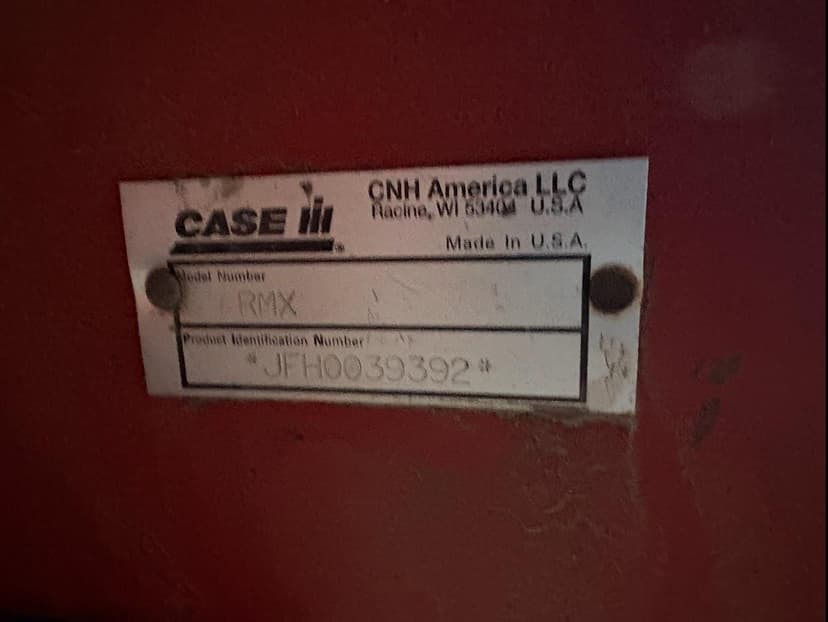 CASE IH
CNH America LLC
Racine, WI 53404 U.S.A
Made In U.S.A.
Model Number
RMX
Product Identification Number
*JFH0039392*